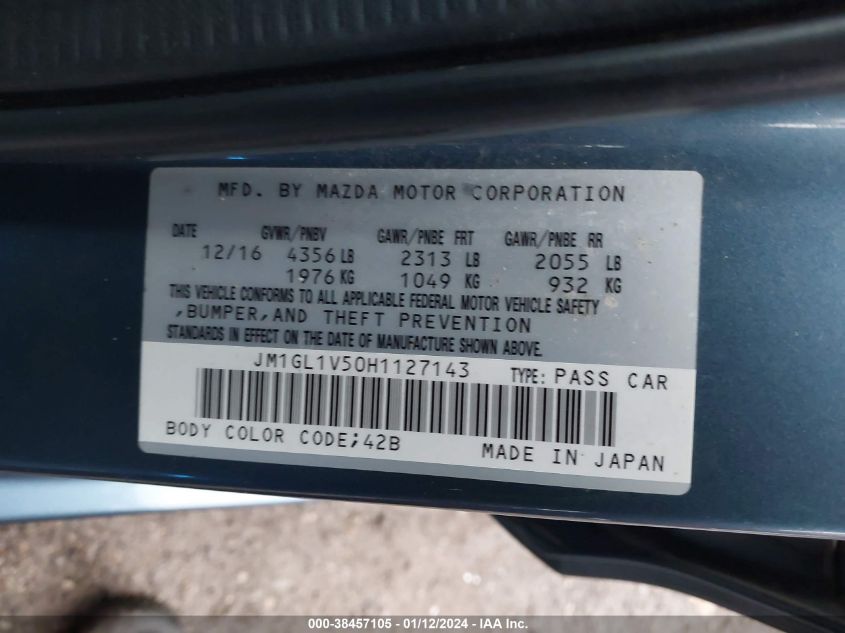 MFD. BY MAZDA MOTOR CORPORATION
DATE GVWR/PNBV GAWR/PNBE FRT GAWR/PNBE RR
12/16 4356 LB 2313 LB 2055 LB
1976 KG 1049 KG 932 KG
THIS VEHICLE CONFORMS TO ALL APPLICABLE FEDERAL MOTOR VEHICLE SAFETY
,BUMPER,AND THEFT PREVENTION
STANDARDS IN EFFECT ON THE DATE OF MANUFACTURE SHOWN ABOVE.
JM1GL1V50H1127143 TYPE: PASS CAR
BODY COLOR CODE;42B MADE IN JAPAN
000-38457105 - 01/12/2024 - IAA Inc.